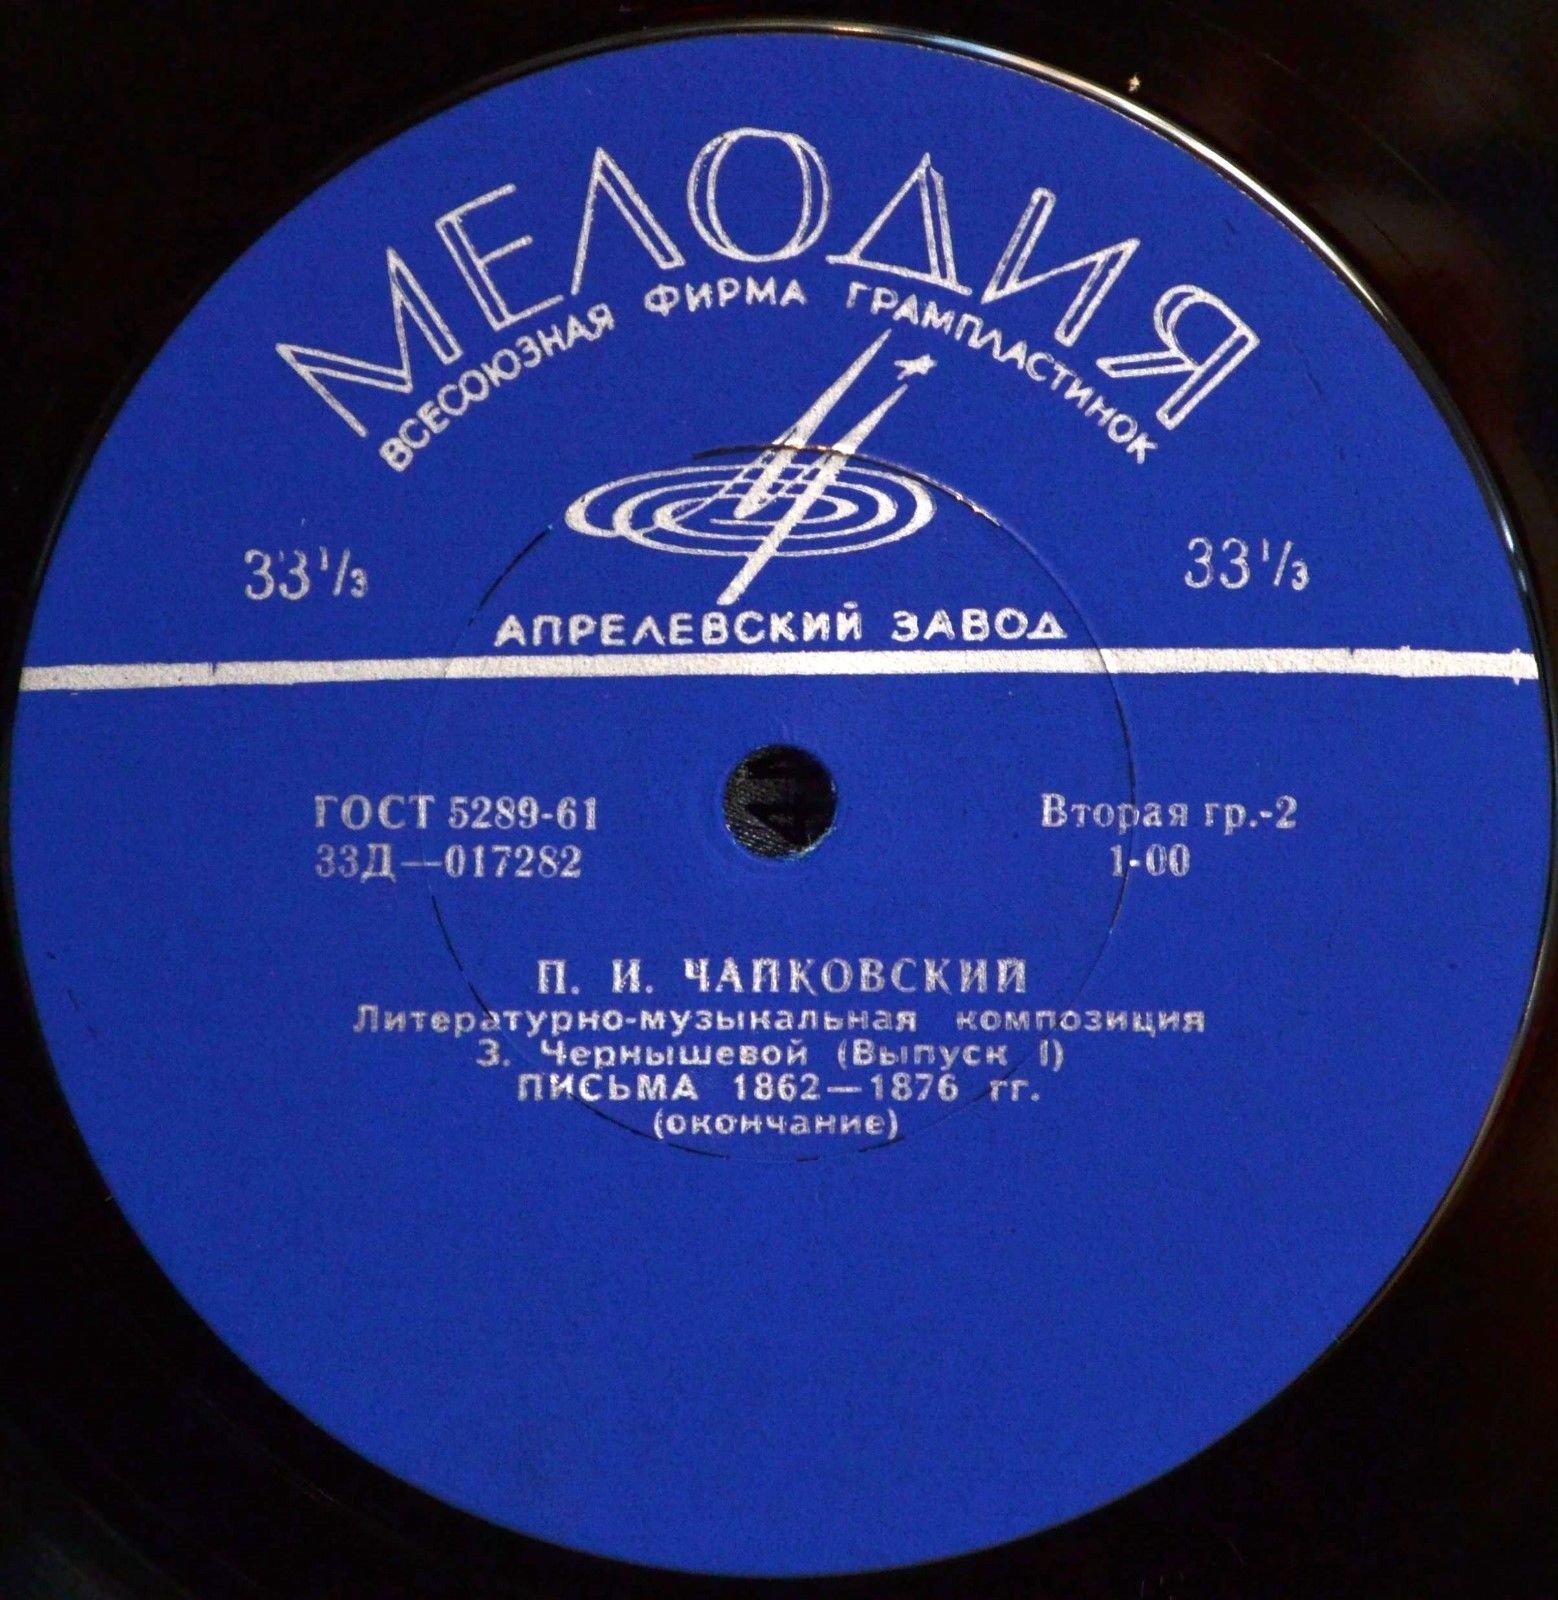 МЕЛОДИЯ
ВСЕСОЮЗНАЯ ФИРМА ГРАМПЛАСТИНОК
33⅓ 33⅓
АПРЕЛЕВСКИЙ ЗАВОД
ГОСТ 5289-61 Вторая гр.-2
33Д—017282 1-00
П. И. ЧАЙКОВСКИЙ
Литературно-музыкальная композиция
З. Чернышевой (Выпуск I)
ПИСЬМА 1862—1876 гг.
(окончание)